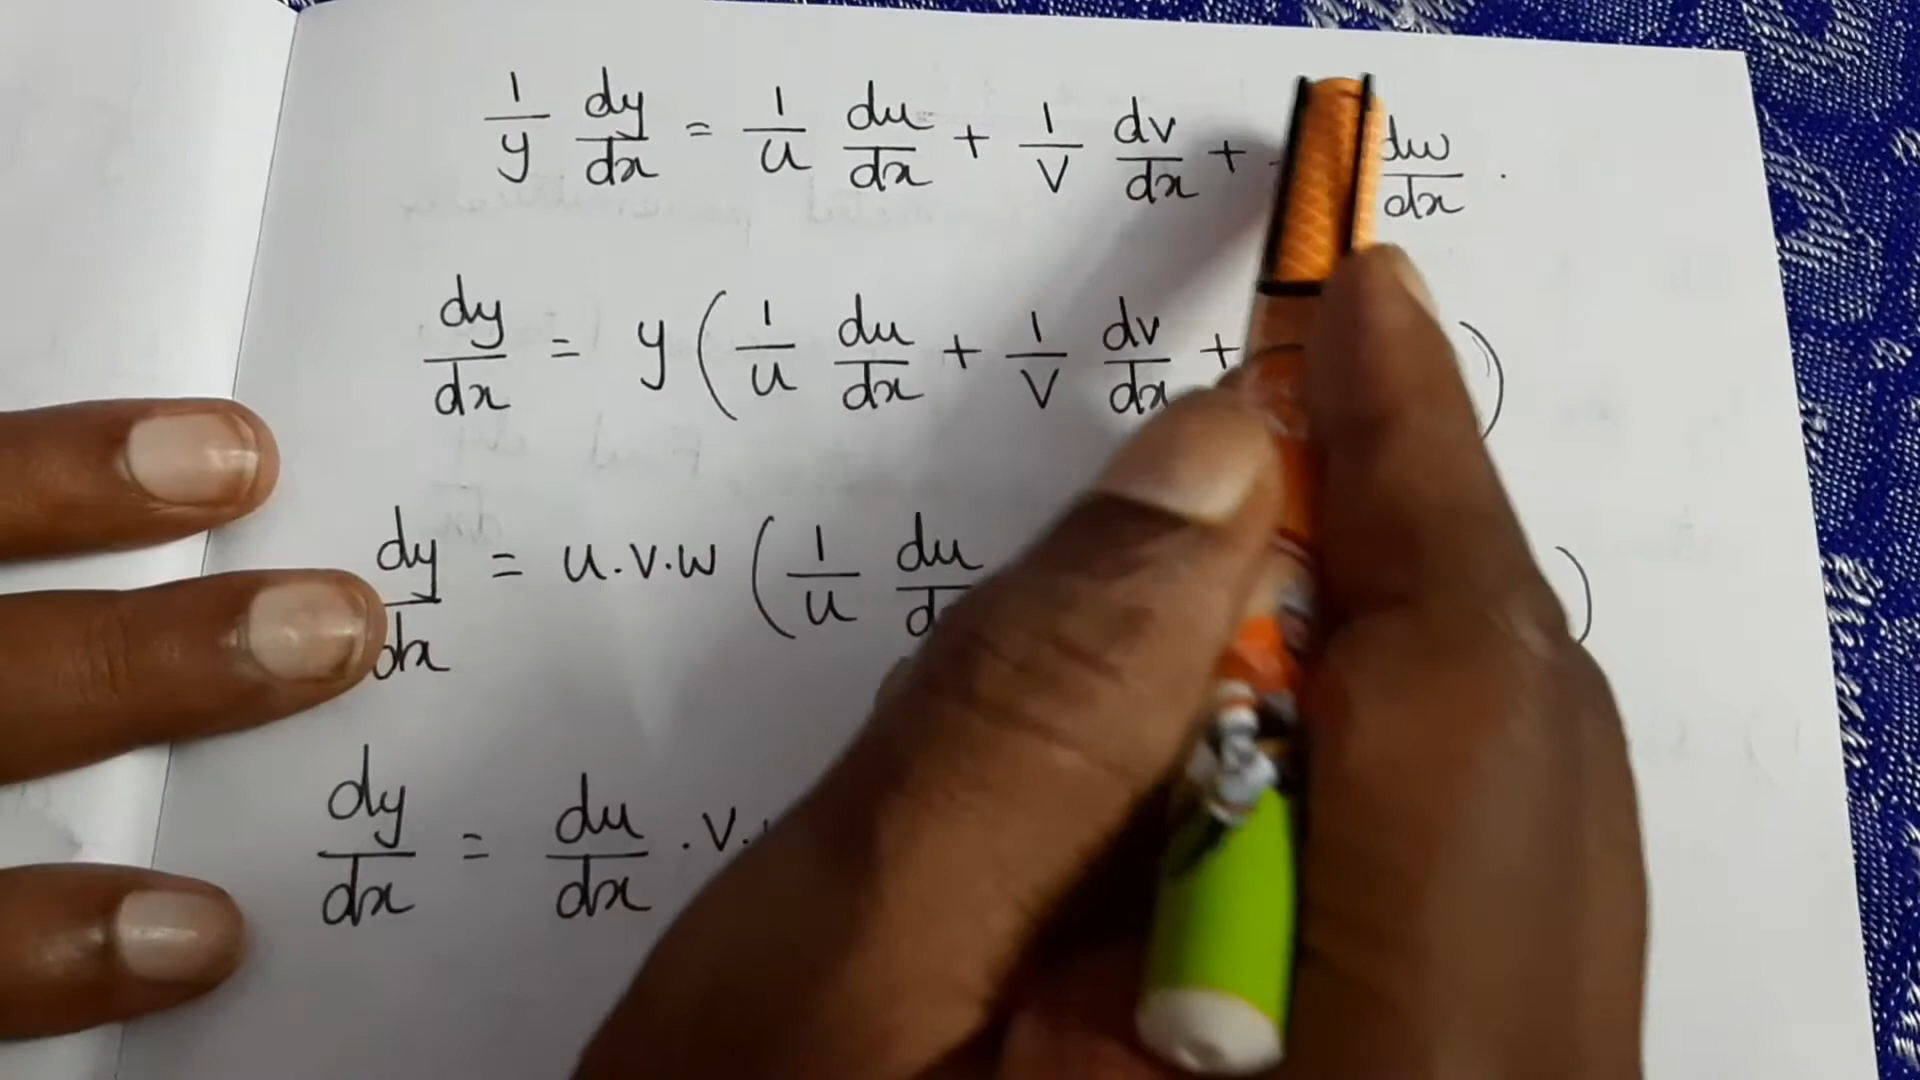 1/y dy/dx = 1/u du/dx + 1/v dv/dx + dw/dx .
dy/dx = y ( 1/u du/dx + 1/v dv/dx + )
dy/dx = u.v.w ( 1/u du/ )
dy/dx = du/dx .v.